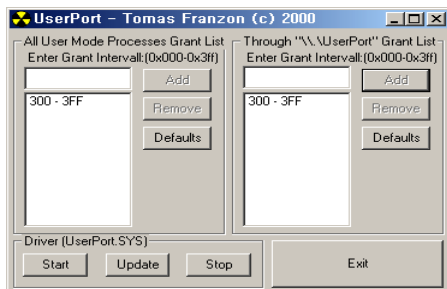 UserPort - Tomas Franzon (c) 2000
All User Mode Processes Grant List
Enter Grant Intervall:(0x000-0x3ff)
Add
300 - 3FF
Remove
Defaults
Through "\\.\UserPort" Grant List
Enter Grant Intervall:(0x000-0x3ff)
Add
300 - 3FF
Remove
Defaults
Driver (UserPort.SYS)
Start Update Stop
Exit